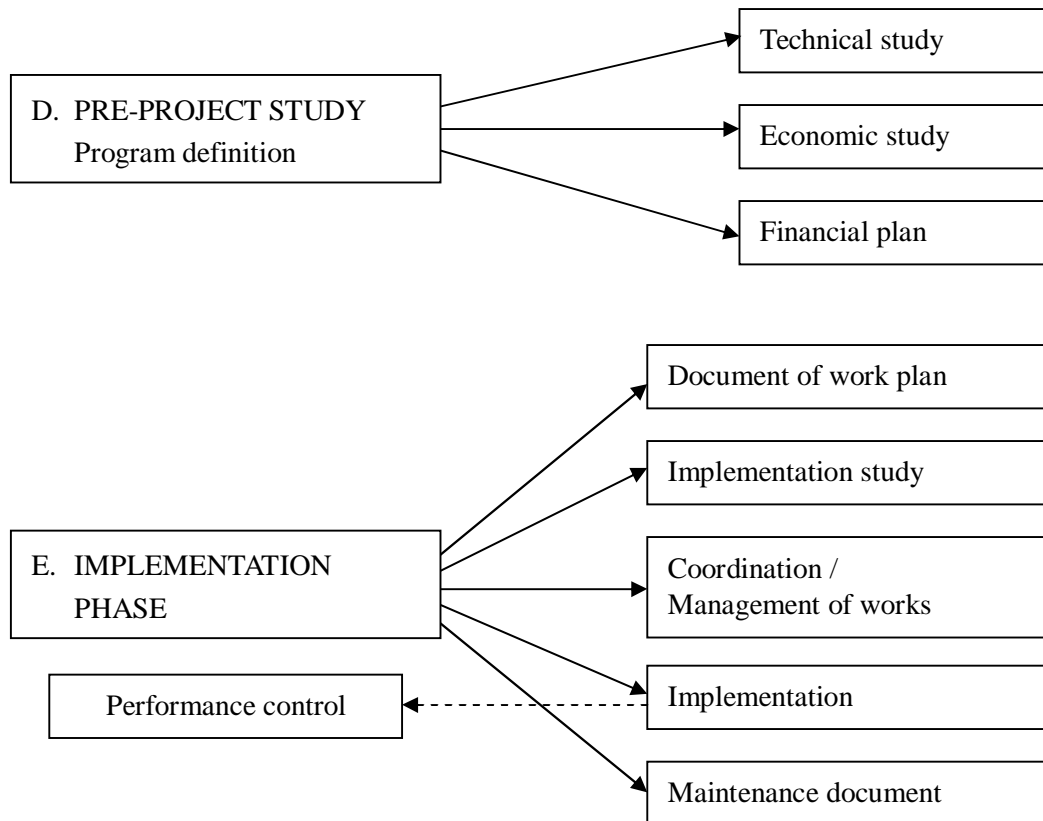 D. PRE-PROJECT STUDY
Program definition
Technical study
Economic study
Financial plan
E. IMPLEMENTATION
PHASE
Document of work plan
Implementation study
Coordination /
Management of works
Implementation
Performance control
Maintenance document